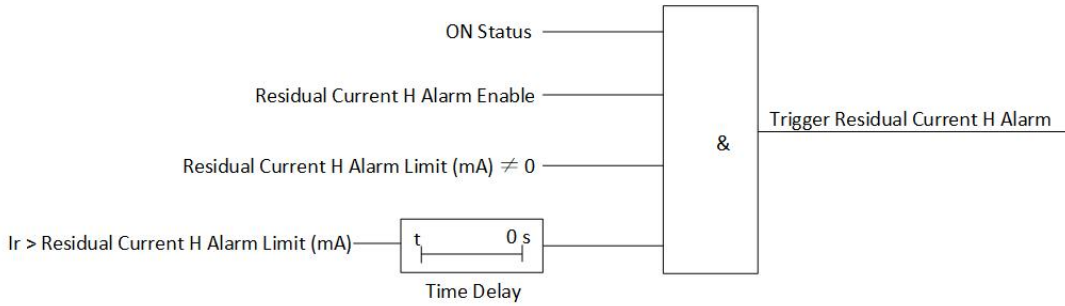 ON Status
Residual Current H Alarm Enable
Trigger Residual Current H Alarm
&
Residual Current H Alarm Limit (mA) ≠ 0
Ir > Residual Current H Alarm Limit (mA)
t 0 s
Time Delay